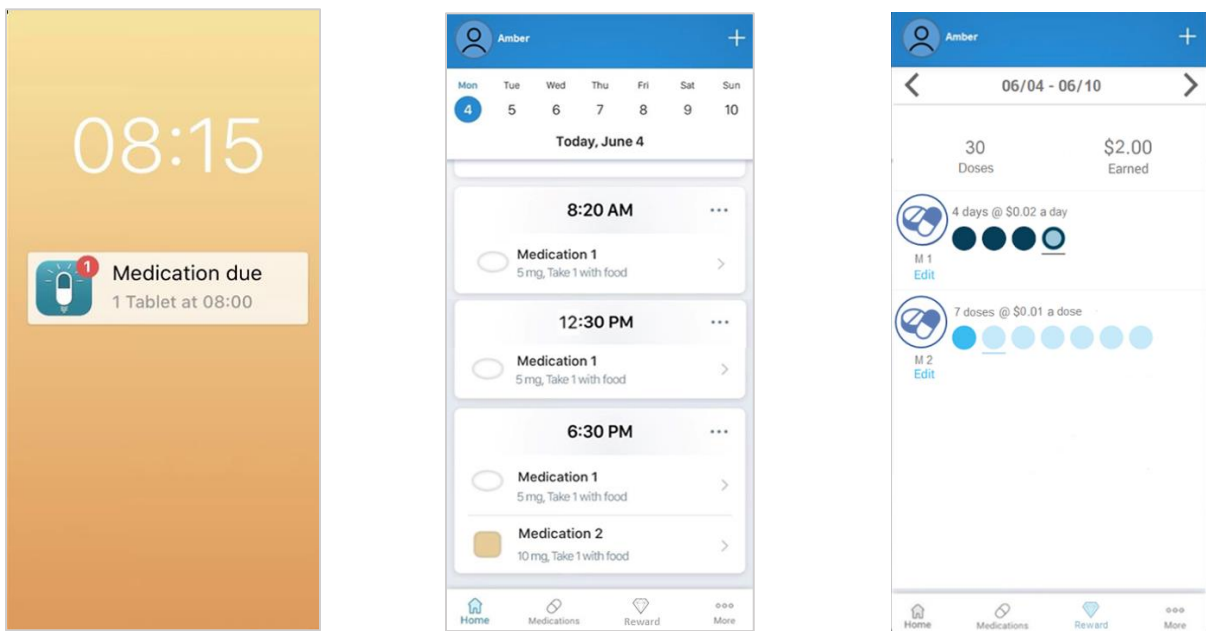 08:15
1
Medication due
1 Tablet at 08:00
Amber
+
Mon Tue Wed Thu Fri Sat Sun
4 5 6 7 8 9 10
Today, June 4
8:20 AM
Medication 1
5 mg, Take 1 with food
12:30 PM
Medication 1
5 mg, Take 1 with food
6:30 PM
Medication 1
5 mg, Take 1 with food
Medication 2
10 mg, Take 1 with food
Home Medications Reward More
Amber
+
06/04 - 06/10
30 $2.00
Doses Earned
4 days @ $0.02 a day
M 1
Edit
7 doses @ $0.01 a dose
M 2
Edit
Home Medications Reward More